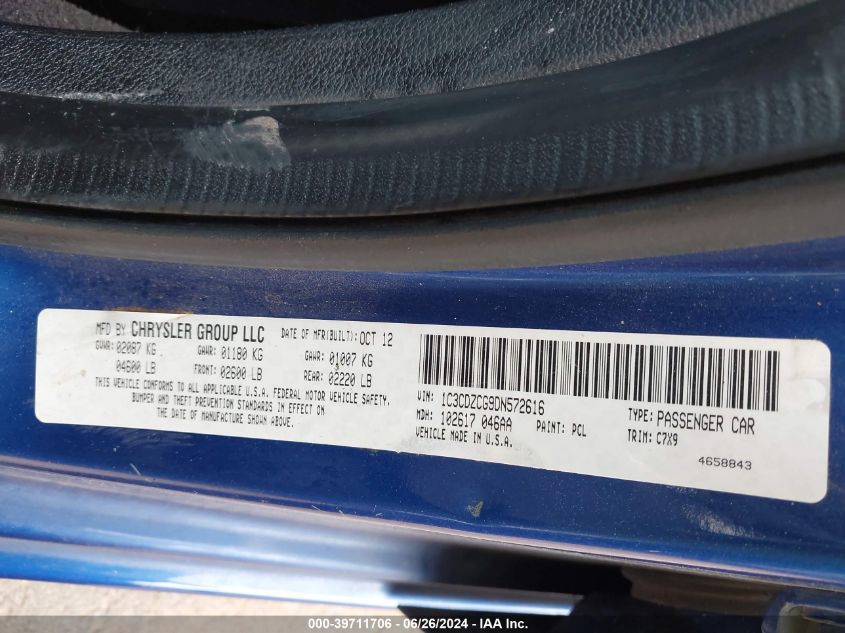 MFD BY CHRYSLER GROUP LLC DATE OF MFR(BUILT): OCT 12
GVWR: 02087 KG GAWR: 01180 KG GAWR: 01007 KG
04600 LB FRONT: 02600 LB REAR: 02220 LB
THIS VEHICLE CONFORMS TO ALL APPLICABLE U.S.A. FEDERAL MOTOR VEHICLE SAFETY,
BUMPER AND THEFT PREVENTION STANDARDS IN EFFECT ON
THE DATE OF MANUFACTURE SHOWN ABOVE.
VIN: 1C3CDZCG9DN572616 TYPE: PASSENGER CAR
MDH: 102617 046AA PAINT: PCL TRIM: C7X9
VEHICLE MADE IN U.S.A.
4658843
000-39711706 - 06/26/2024 - IAA Holdings, LLC.